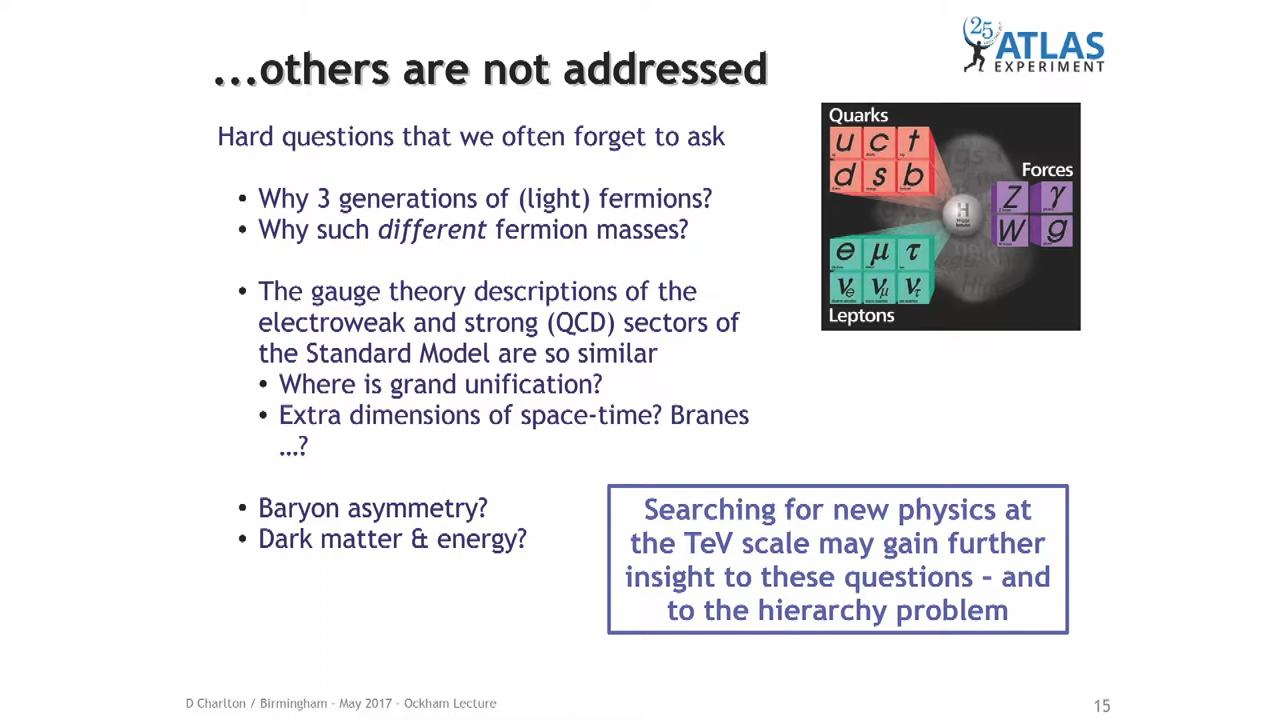 ...others are not addressed
25
ATLAS
EXPERIMENT
Hard questions that we often forget to ask
• Why 3 generations of (light) fermions?
• Why such different fermion masses?
• The gauge theory descriptions of the
electroweak and strong (QCD) sectors of
the Standard Model are so similar
• Where is grand unification?
• Extra dimensions of space-time? Branes
...?
• Baryon asymmetry?
• Dark matter & energy?
Quarks
u c t
d s b
Forces
Z γ
W g
H
e μ τ
νe νμ ντ
Leptons
Searching for new physics at
the TeV scale may gain further
insight to these questions – and
to the hierarchy problem
D Charlton / Birmingham – May 2017 – Ockham Lecture
15